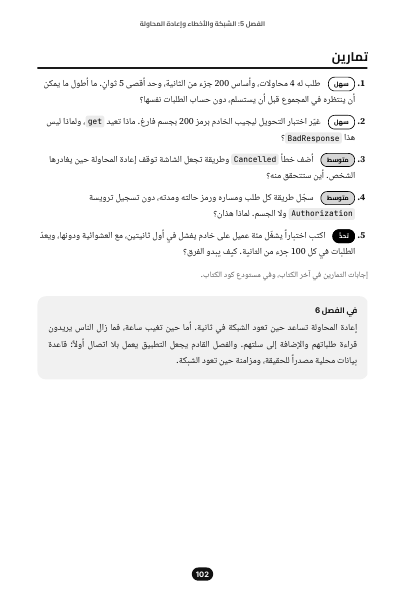 الفصل 5: الشبكة والأخطاء وإعادة المحاولة
تمارين
1. سهل طلب له 4 محاولات، وأساس 200 جزء من الثانية، وحد أقصى 5 ثوانٍ. ما أطول ما يمكن
أن ينتظره في المجموع قبل أن يستسلم، دون حساب الطلبات نفسها؟
2. سهل غيّر اختبار التحويل ليجيب الخادم برمز 200 بجسم فارغ. ماذا تعيد get، ولماذا ليس
هذا BadResponse؟
3. متوسط أضف خطأ Cancelled وطريقة تجعل الشاشة توقف إعادة المحاولة حين يغادرها
الشخص. أين ستتحقق منه؟
4. متوسط سجّل طريقة كل طلب ومساره ورمز حالته ومدته، دون تسجيل ترويسة
Authorization ولا الجسم. لماذا هذان؟
5. تحدٍّ اكتب اختباراً يشغّل مئة عميل على خادم يفشل في أول ثانيتين، مع العشوائية ودونها، ويعدّ
الطلبات في كل 100 جزء من الثانية. كيف يبدو الفرق؟
إجابات التمارين في آخر الكتاب، وفي مستودع كود الكتاب.
في الفصل 6
إعادة المحاولة تساعد حين تعود الشبكة في ثانية. أما حين تغيب ساعة، فما زال الناس يريدون
قراءة طلباتهم والإضافة إلى سلتهم. والفصل القادم يجعل التطبيق يعمل بلا اتصال أولاً: قاعدة
بيانات محلية مصدراً للحقيقة، ومزامنة حين تعود الشبكة.
102